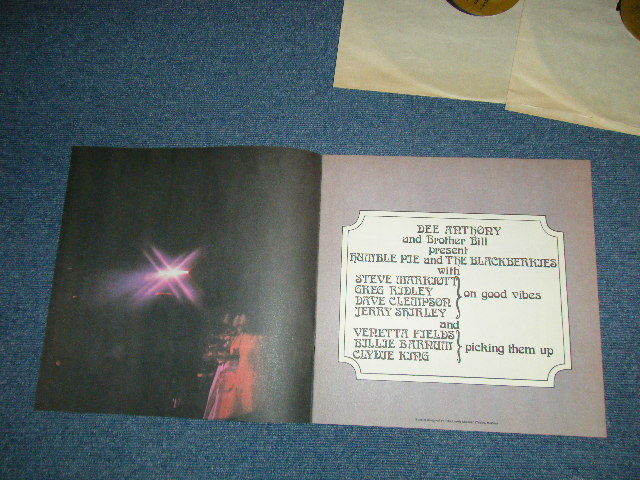 DEE ANTHONY
and Brother Bill
present
HUMBLE PIE and THE BLACKBERRIES
with
STEVE MARRIOTT
GREG RIDLEY
DAVE CLEMPSON
JERRY SHIRLEY
on good vibes
and
VENETTA FIELDS
BILLIE BARNUM
CLYDIE KING
picking them up